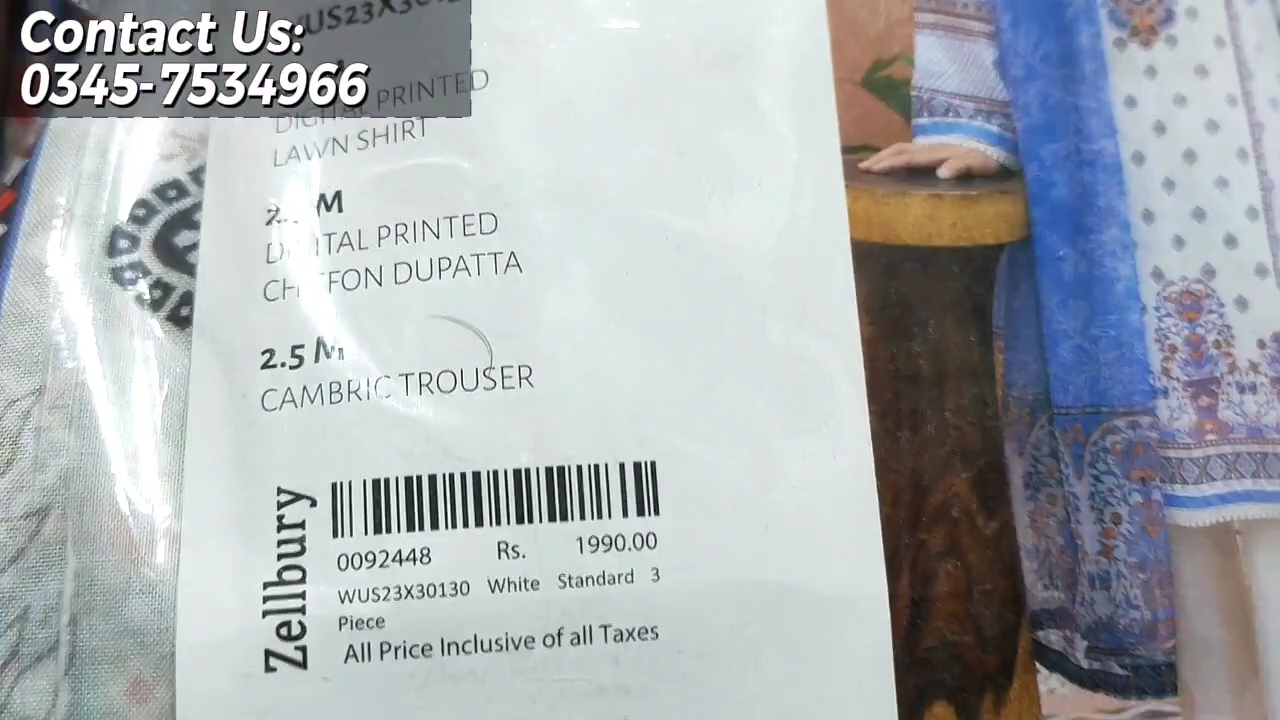 Contact Us:
0345-7534966
DIGITAL PRINTED
LAWN SHIRT
M
DIGITAL PRINTED
CHIFFON DUPATTA
2.5 M
CAMBRIC TROUSER
Zellbury
0092448 Rs. 1990.00
WUS23X30130 White Standard 3
Piece
All Price Inclusive of all Taxes